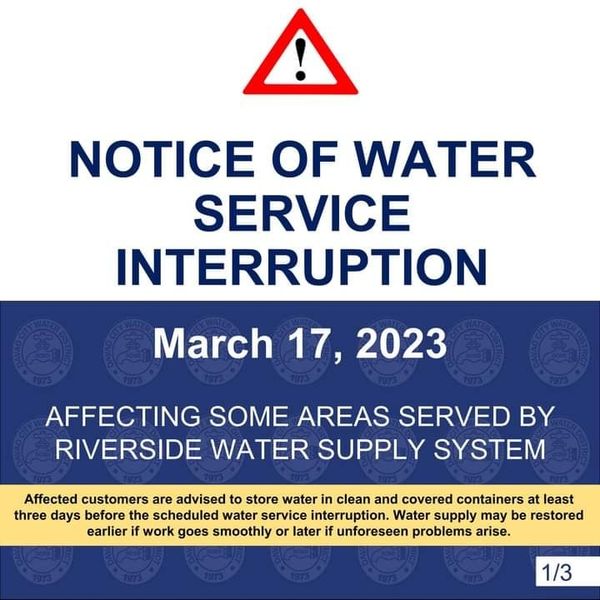 NOTICE OF WATER
SERVICE
INTERRUPTION
March 17, 2023
AFFECTING SOME AREAS SERVED BY
RIVERSIDE WATER SUPPLY SYSTEM
Affected customers are advised to store water in clean and covered containers at least
three days before the scheduled water service interruption. Water supply may be restored
earlier if work goes smoothly or later if unforeseen problems arise.
1/3